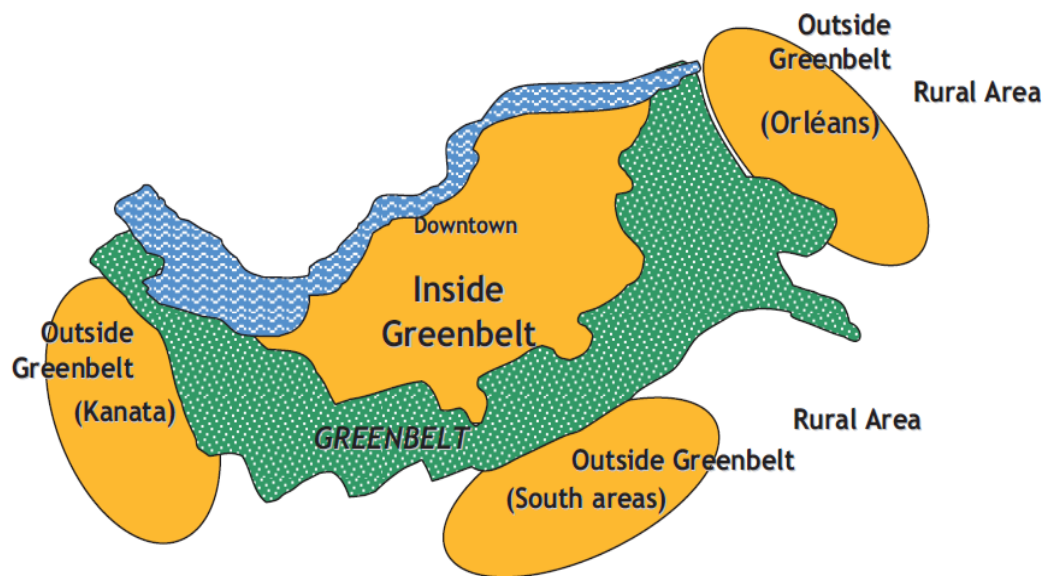 Outside
Greenbelt
(Orléans)
Rural Area
Downtown
Inside
Greenbelt
Outside
Greenbelt
(Kanata)
GREENBELT
Rural Area
Outside Greenbelt
(South areas)